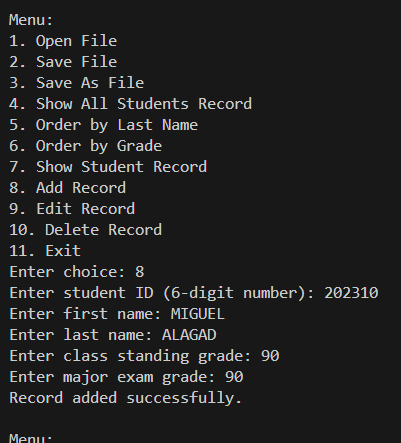 Menu:
1. Open File
2. Save File
3. Save As File
4. Show All Students Record
5. Order by Last Name
6. Order by Grade
7. Show Student Record
8. Add Record
9. Edit Record
10. Delete Record
11. Exit
Enter choice: 8
Enter student ID (6-digit number): 202310
Enter first name: MIGUEL
Enter last name: ALAGAD
Enter class standing grade: 90
Enter major exam grade: 90
Record added successfully.
Menu: